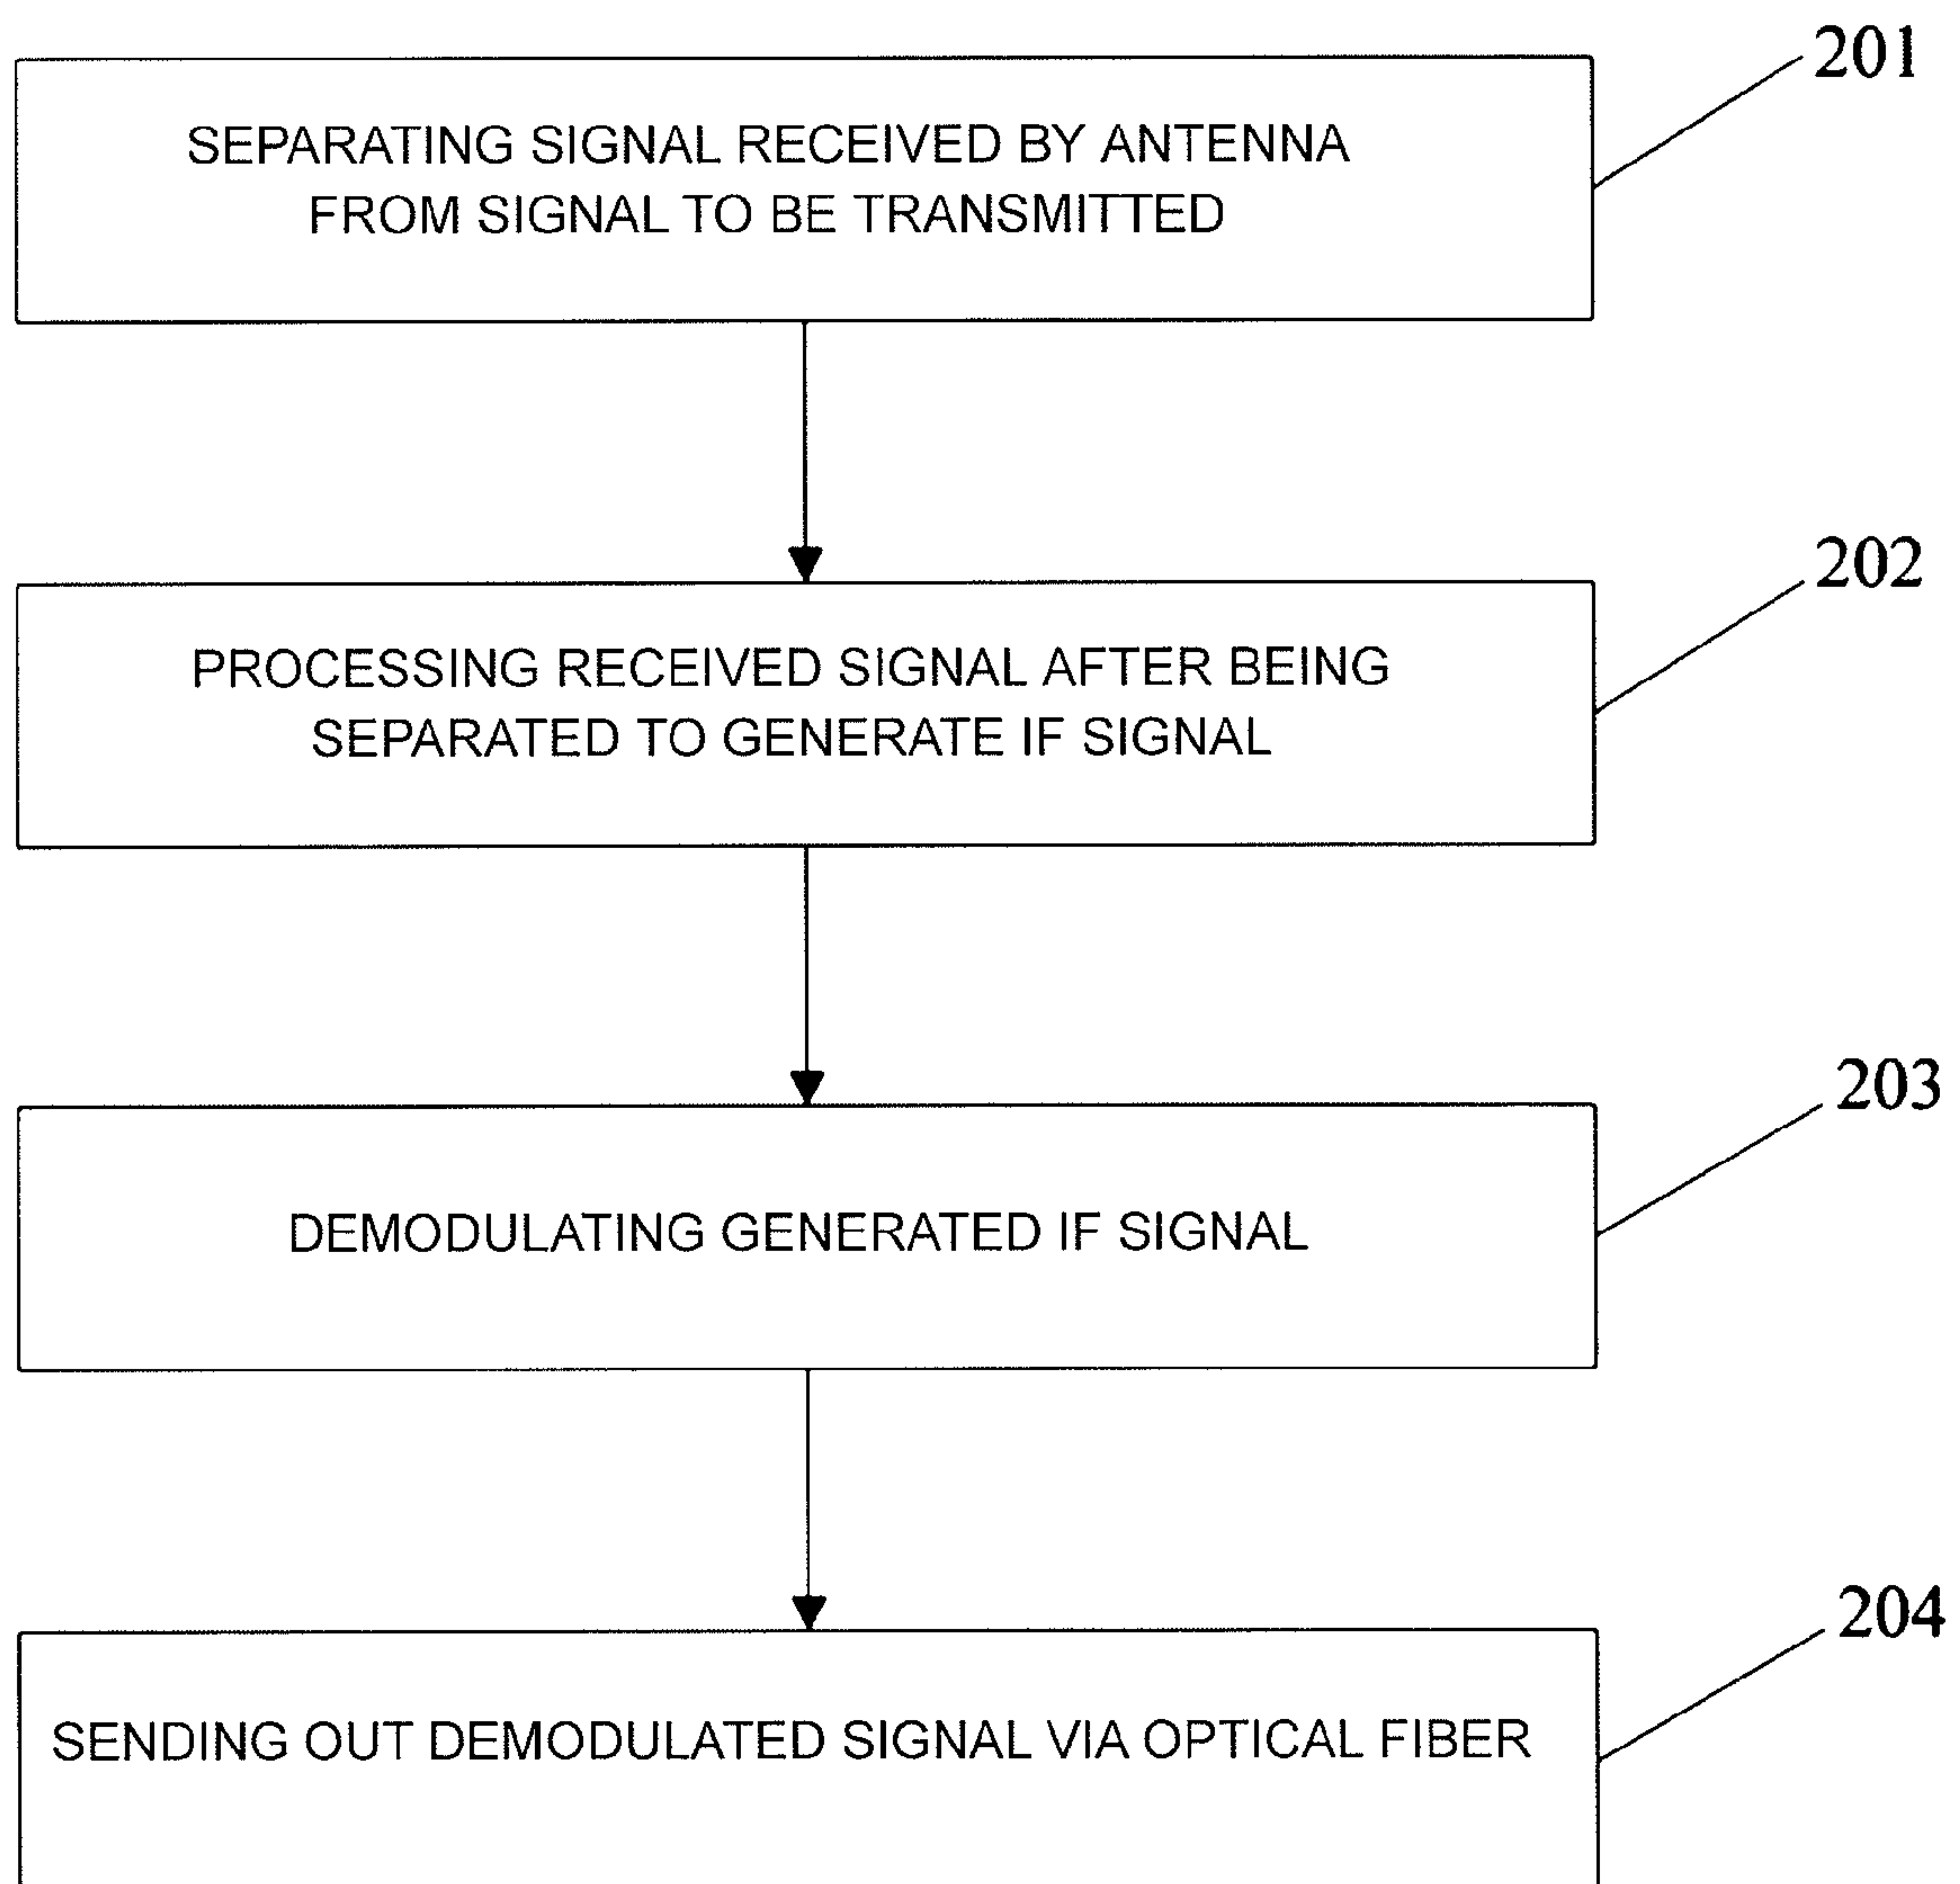 201
SEPARATING SIGNAL RECEIVED BY ANTENNA
FROM SIGNAL TO BE TRANSMITTED
202
PROCESSING RECEIVED SIGNAL AFTER BEING
SEPARATED TO GENERATE IF SIGNAL
203
DEMODULATING GENERATED IF SIGNAL
204
SENDING OUT DEMODULATED SIGNAL VIA OPTICAL FIBER